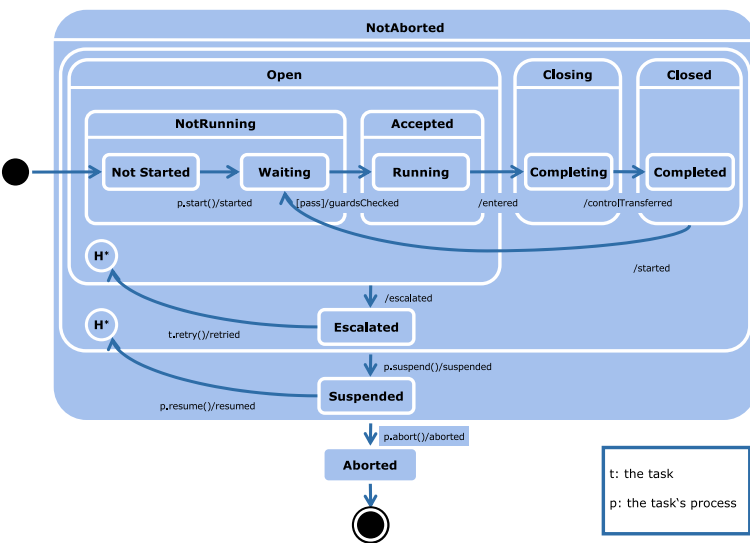 NotAborted
Open
Closing
Closed
NotRunning
Accepted
Not Started
Waiting
Running
Completing
Completed
p.start()/started
[pass]/guardsChecked
/entered
/controlTransferred
H*
/started
/escalated
H*
Escalated
t.retry()/retried
p.suspend()/suspended
Suspended
p.resume()/resumed
p.abort()/aborted
Aborted
t: the task
p: the task's process